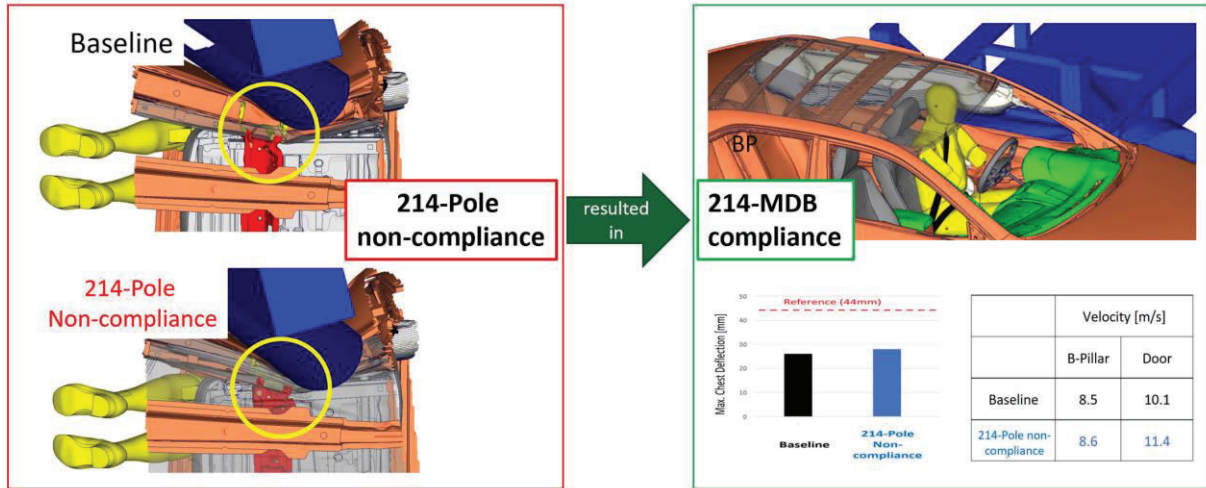 Baseline
214-Pole
non-compliance
214-Pole
Non-compliance
resulted
in
BP
214-MDB
compliance
Max. Chest Deflection [mm]
50
40
30
20
10
0
Reference (44mm)
Baseline
214-Pole
Non-
compliance
Velocity [m/s]
B-Pillar Door
Baseline 8.5 10.1
214-Pole non-
compliance 8.6 11.4